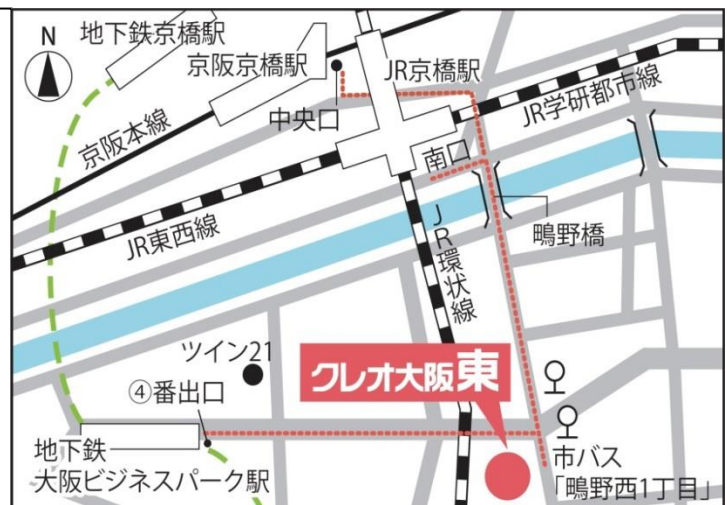 N
地下鉄京橋駅
京阪京橋駅
JR京橋駅
中央口
JR学研都市線
京阪本線
南口
JR東西線
JR環状線
鴫野橋
ツイン21
④番出口
クレオ大阪東
地下鉄
大阪ビジネスパーク駅
市バス
「鴫野西1丁目」